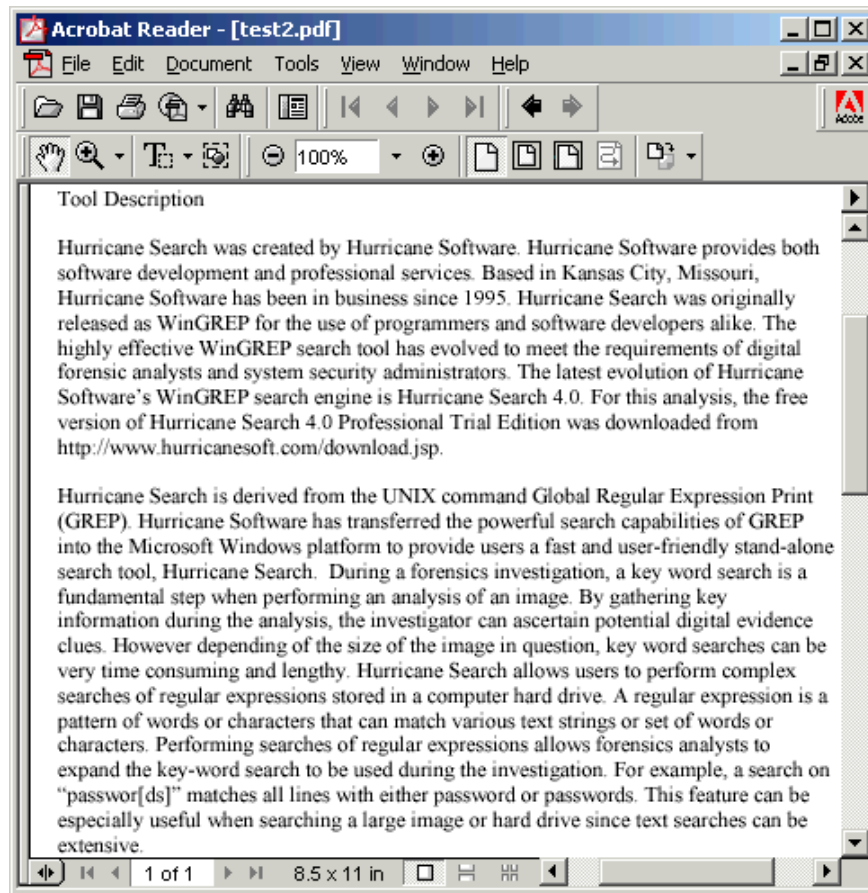 Acrobat Reader - [test2.pdf]
File Edit Document Tools View Window Help
Adobe
100%
Tool Description
Hurricane Search was created by Hurricane Software. Hurricane Software provides both
software development and professional services. Based in Kansas City, Missouri,
Hurricane Software has been in business since 1995. Hurricane Search was originally
released as WinGREP for the use of programmers and software developers alike. The
highly effective WinGREP search tool has evolved to meet the requirements of digital
forensic analysts and system security administrators. The latest evolution of Hurricane
Software’s WinGREP search engine is Hurricane Search 4.0. For this analysis, the free
version of Hurricane Search 4.0 Professional Trial Edition was downloaded from
http://www.hurricanesoft.com/download.jsp.
Hurricane Search is derived from the UNIX command Global Regular Expression Print
(GREP). Hurricane Software has transferred the powerful search capabilities of GREP
into the Microsoft Windows platform to provide users a fast and user-friendly stand-alone
search tool, Hurricane Search.  During a forensics investigation, a key word search is a
fundamental step when performing an analysis of an image. By gathering key
information during the analysis, the investigator can ascertain potential digital evidence
clues. However depending of the size of the image in question, key word searches can be
very time consuming and lengthy. Hurricane Search allows users to perform complex
searches of regular expressions stored in a computer hard drive. A regular expression is a
pattern of words or characters that can match various text strings or set of words or
characters. Performing searches of regular expressions allows forensics analysts to
expand the key-word search to be used during the investigation. For example, a search on
“passwor[ds]” matches all lines with either password or passwords. This feature can be
especially useful when searching a large image or hard drive since text searches can be
extensive.
1 of 1 8.5 x 11 in